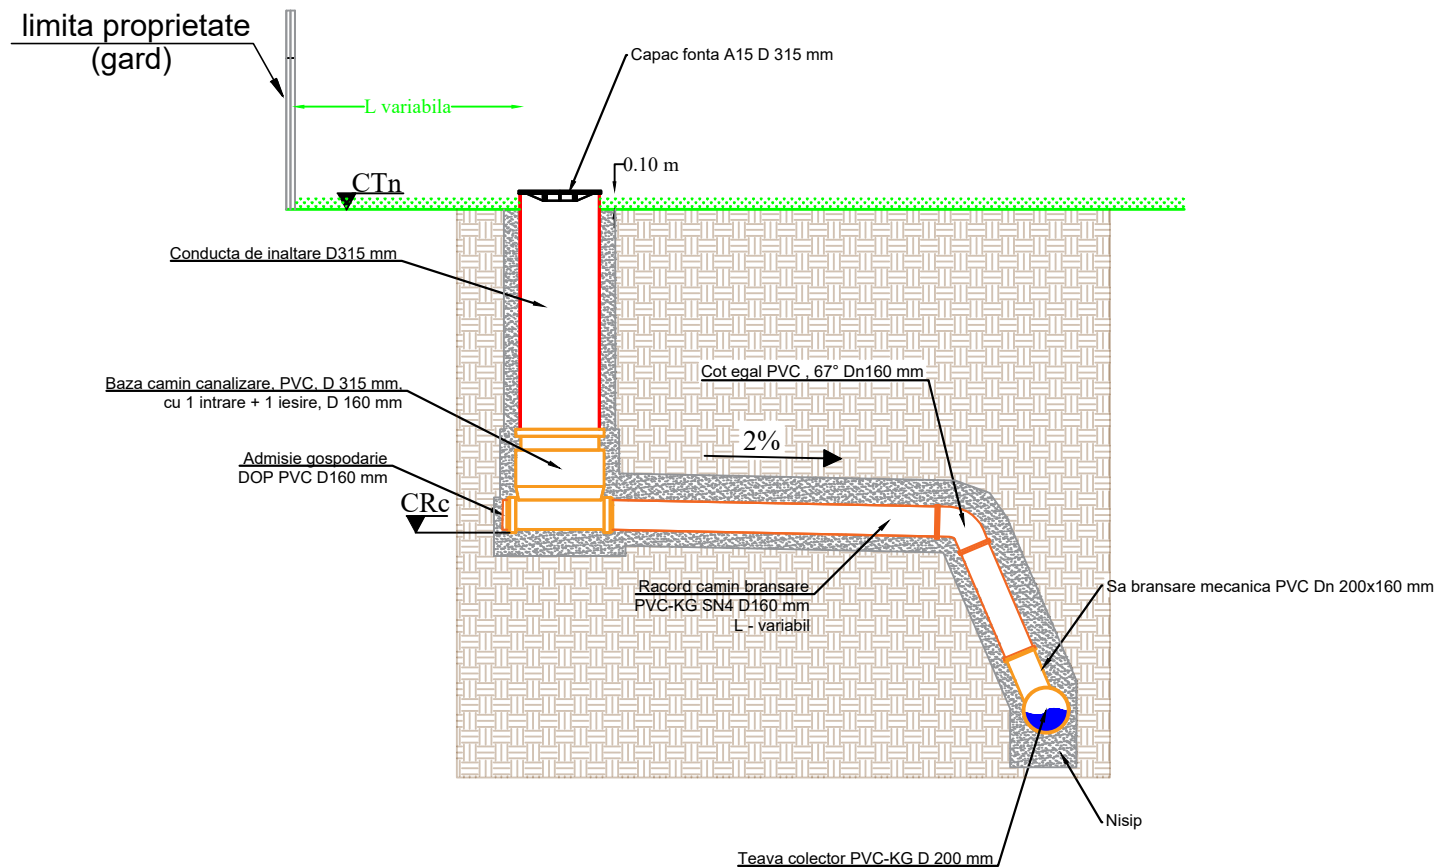 limita proprietate
(gard)
Capac fonta A15 D 315 mm
L variabila
0.10 m
CTn
Conducta de inaltare D315 mm
Baza camin canalizare, PVC, D 315 mm,
cu 1 intrare + 1 iesire, D 160 mm
Cot egal PVC , 67° Dn160 mm
2%
Admisie gospodarie
DOP PVC D160 mm
CRc
Racord camin bransare
PVC-KG SN4 D160 mm
L - variabil
Sa bransare mecanica PVC Dn 200x160 mm
Nisip
Teava colector PVC-KG D 200 mm